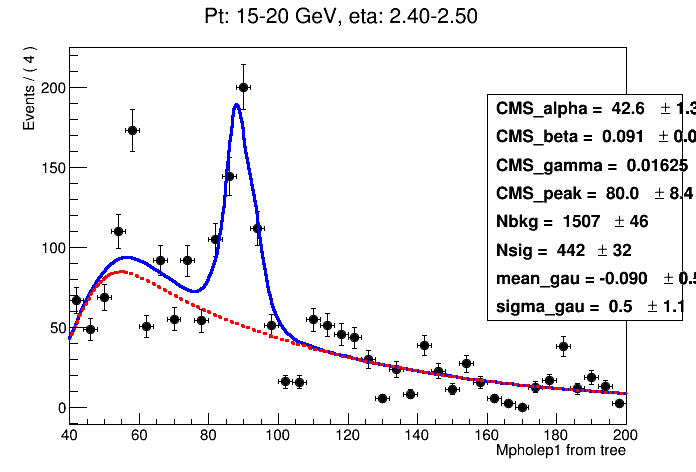 Pt: 15-20 GeV, eta: 2.40-2.50
Events / ( 4 )
200
150
100
50
0
CMS_alpha = 42.6 ± 1.3
CMS_beta = 0.091 ± 0.0
CMS_gamma = 0.01625
CMS_peak = 80.0 ± 8.4
Nbkg = 1507 ± 46
Nsig = 442 ± 32
mean_gau = -0.090 ± 0.5
sigma_gau = 0.5 ± 1.1
40 60 80 100 120 140 160 180 200
Mpholep1 from tree